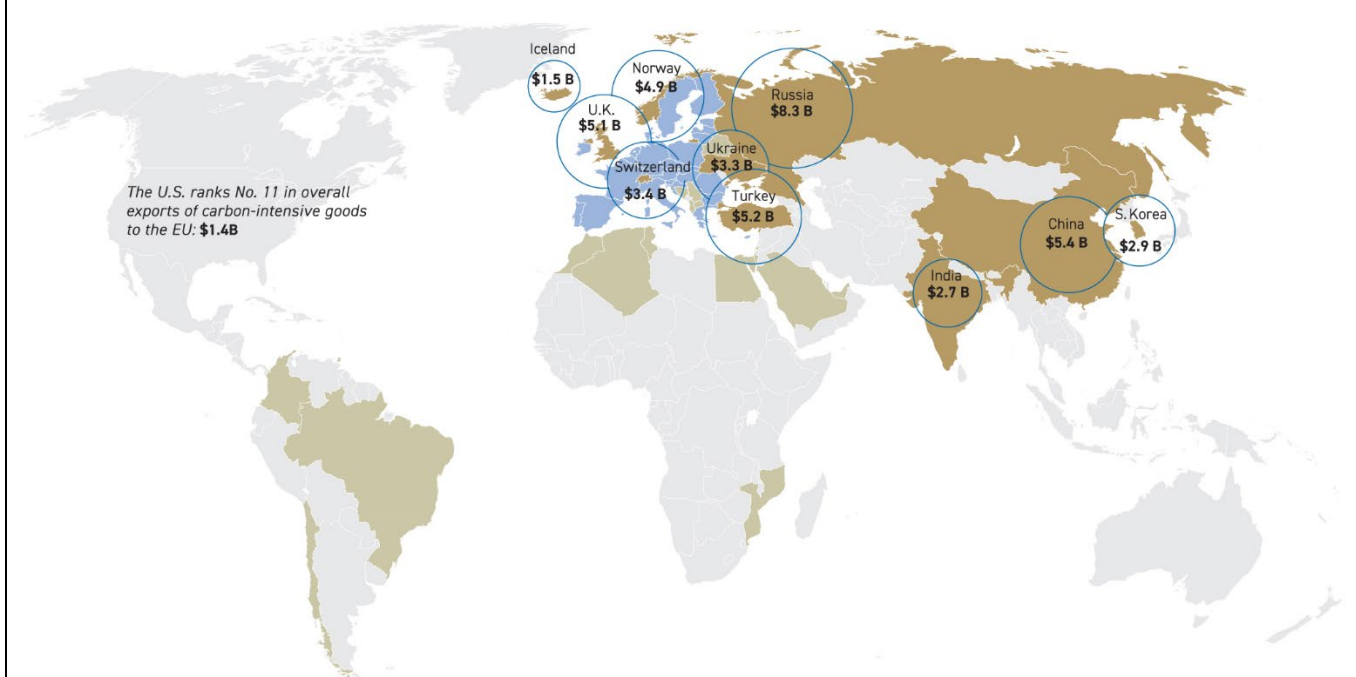 Iceland
$1.5 B
Norway
$4.9 B
U.K.
$5.1 B
Russia
$8.3 B
Ukraine
$3.3 B
Switzerland
$3.4 B
Turkey
$5.2 B
The U.S. ranks No. 11 in overall
exports of carbon-intensive goods
to the EU: $1.4B
China
$5.4 B
S. Korea
$2.9 B
India
$2.7 B